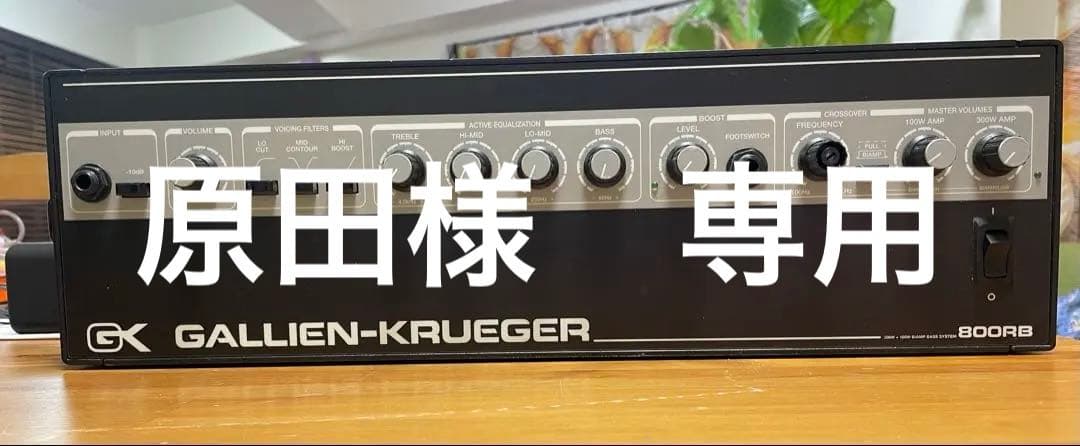 INPUT VOLUME VOICING FILTERS ACTIVE EQUALIZATION BOOST CROSSOVER MASTER VOLUMES
-10dB LO CUT MID CONTOUR HI BOOST TREBLE HI-MID LO-MID BASS LEVEL FOOTSWITCH FREQUENCY FULL BIAMP 100W AMP 300W AMP
原田様 専用
GK GALLIEN-KRUEGER 800RB